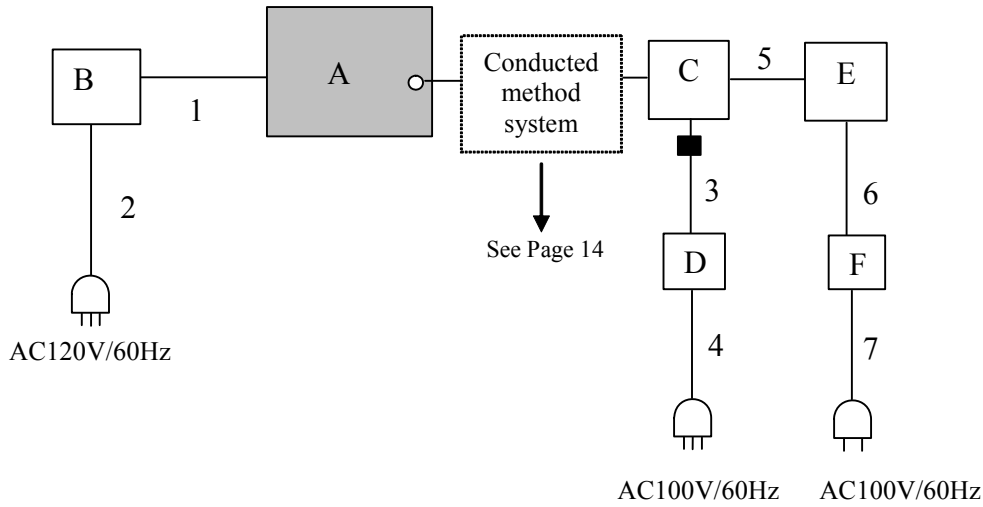 B
1
A
Conducted
method
system
C
5
E
2
3
6
See Page 14
D
F
AC120V/60Hz
4
7
AC100V/60Hz
AC100V/60Hz